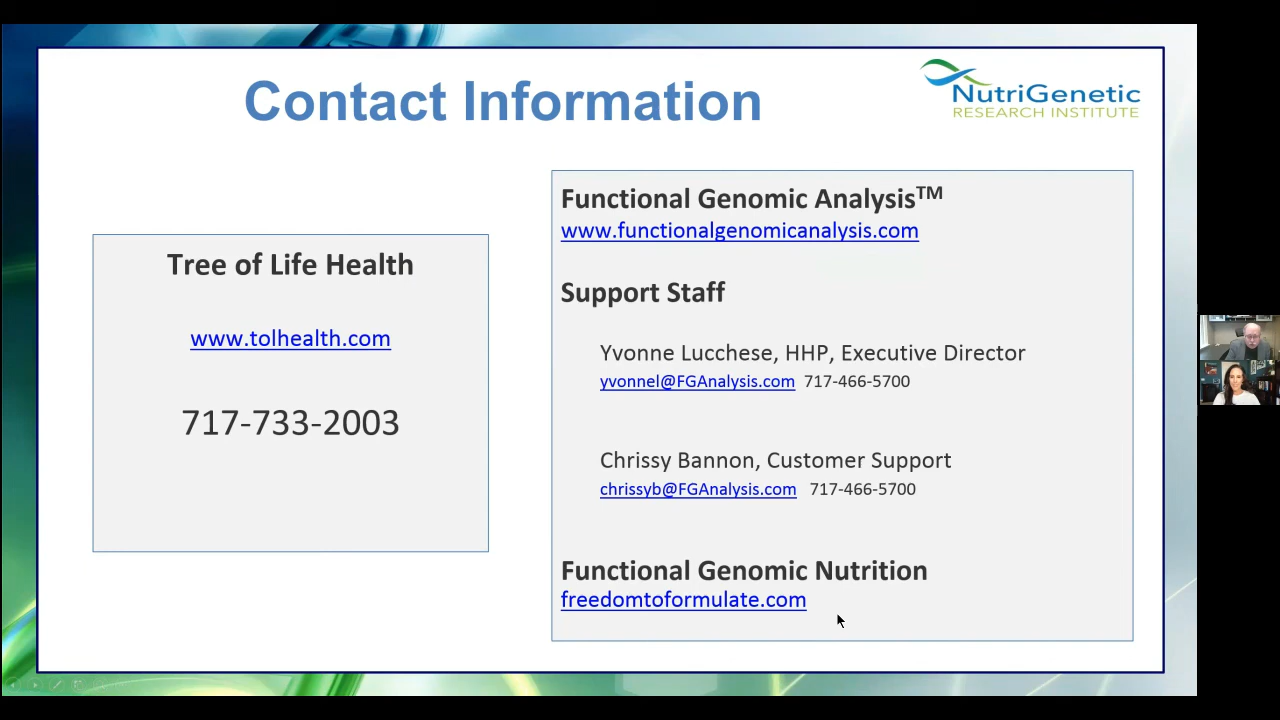 Contact Information
NutriGenetic
RESEARCH INSTITUTE
Tree of Life Health
www.tolhealth.com
717-733-2003
Functional Genomic Analysis™
www.functionalgenomicanalysis.com
Support Staff
Yvonne Lucchese, HHP, Executive Director
yvonnel@FGAnalysis.com 717-466-5700
Chrissy Bannon, Customer Support
chrissyb@FGAnalysis.com 717-466-5700
Functional Genomic Nutrition
freedomtoformulate.com